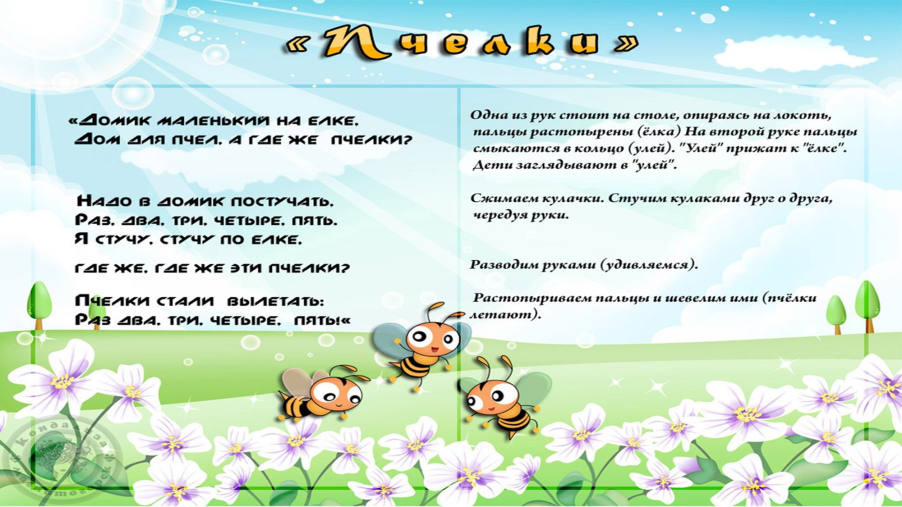 «Пчелки»
«Домик маленький на елке,
Дом для пчел, а где же пчелки?
Надо в домик постучать,
Раз, два, три, четыре, пять.
Я стучу, стучу по елке,
где же, где же эти пчелки?
Пчелки стали вылетать:
Раз два, три, четыре, пять!«
Одна из рук стоит на столе, опираясь на локоть,
пальцы растопырены (ёлка) На второй руке пальцы
смыкаются в кольцо (улей). "Улей" прижат к "ёлке".
Дети заглядывают в "улей".
Сжимаем кулачки. Стучим кулаками друг о друга,
чередуя руки.
Разводим руками (удивляемся).
Растопыриваем пальцы и шевелим ими (пчёлки
летают).